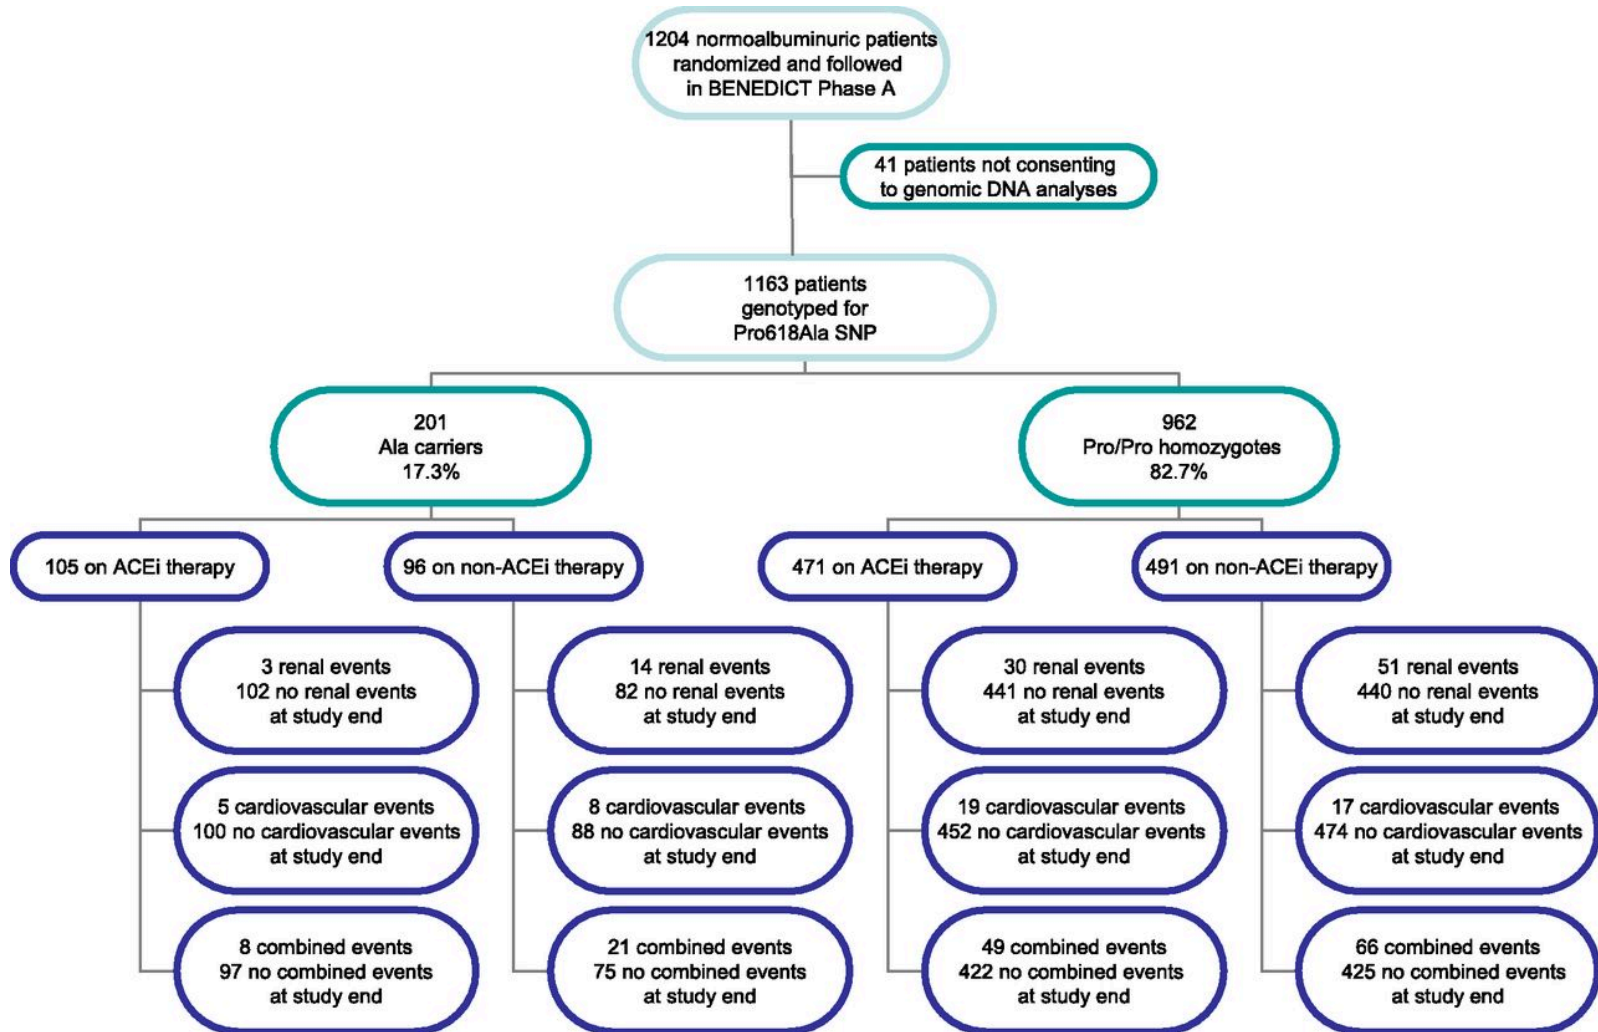 1204 normoalbuminuric patients
randomized and followed
in BENEDICT Phase A
41 patients not consenting
to genomic DNA analyses
1163 patients
genotyped for
Pro618Ala SNP
201
Ala carriers
17.3%
962
Pro/Pro homozygotes
82.7%
105 on ACEi therapy
96 on non-ACEi therapy
471 on ACEi therapy
491 on non-ACEi therapy
3 renal events
102 no renal events
at study end
14 renal events
82 no renal events
at study end
30 renal events
441 no renal events
at study end
51 renal events
440 no renal events
at study end
5 cardiovascular events
100 no cardiovascular events
at study end
8 cardiovascular events
88 no cardiovascular events
at study end
19 cardiovascular events
452 no cardiovascular events
at study end
17 cardiovascular events
474 no cardiovascular events
at study end
8 combined events
97 no combined events
at study end
21 combined events
75 no combined events
at study end
49 combined events
422 no combined events
at study end
66 combined events
425 no combined events
at study end